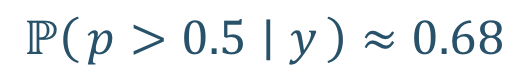 ℙ(p > 0.5 | y) ≈ 0.68